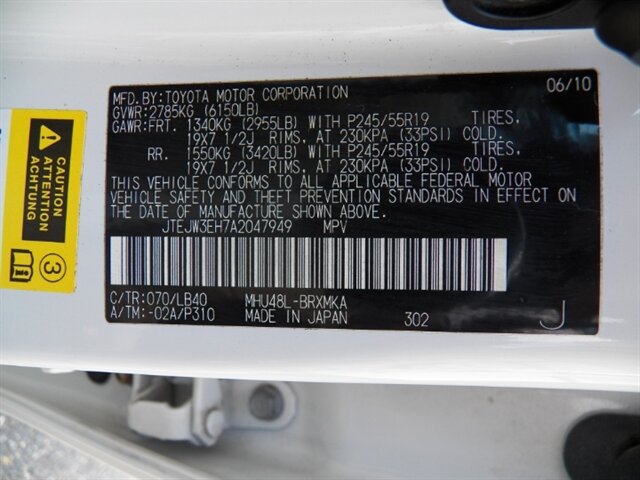 MFD.BY:TOYOTA MOTOR CORPORATION 06/10
GVWR:2785KG (6150LB)
GAWR:FRT. 1340KG (2955LB) WITH P245/55R19 TIRES.
19X7 1/2J RIMS, AT 230KPA (33PSI) COLD.
RR. 1550KG (3420LB) WITH P245/55R19 TIRES.
19X7 1/2J RIMS, AT 230KPA (33PSI) COLD.
THIS VEHICLE CONFORMS TO ALL APPLICABLE FEDERAL MOTOR
VEHICLE SAFETY AND THEFT PREVENTION STANDARDS IN EFFECT ON
THE DATE OF MANUFACTURE SHOWN ABOVE.
JTEJW3EH7A2047949 MPV
C/TR:070/LB40 MHU48L-BRXMKA
A/TM:-02A/P310 MADE IN JAPAN 302 J
CAUTION
ATTENTION
ACHTUNG
3